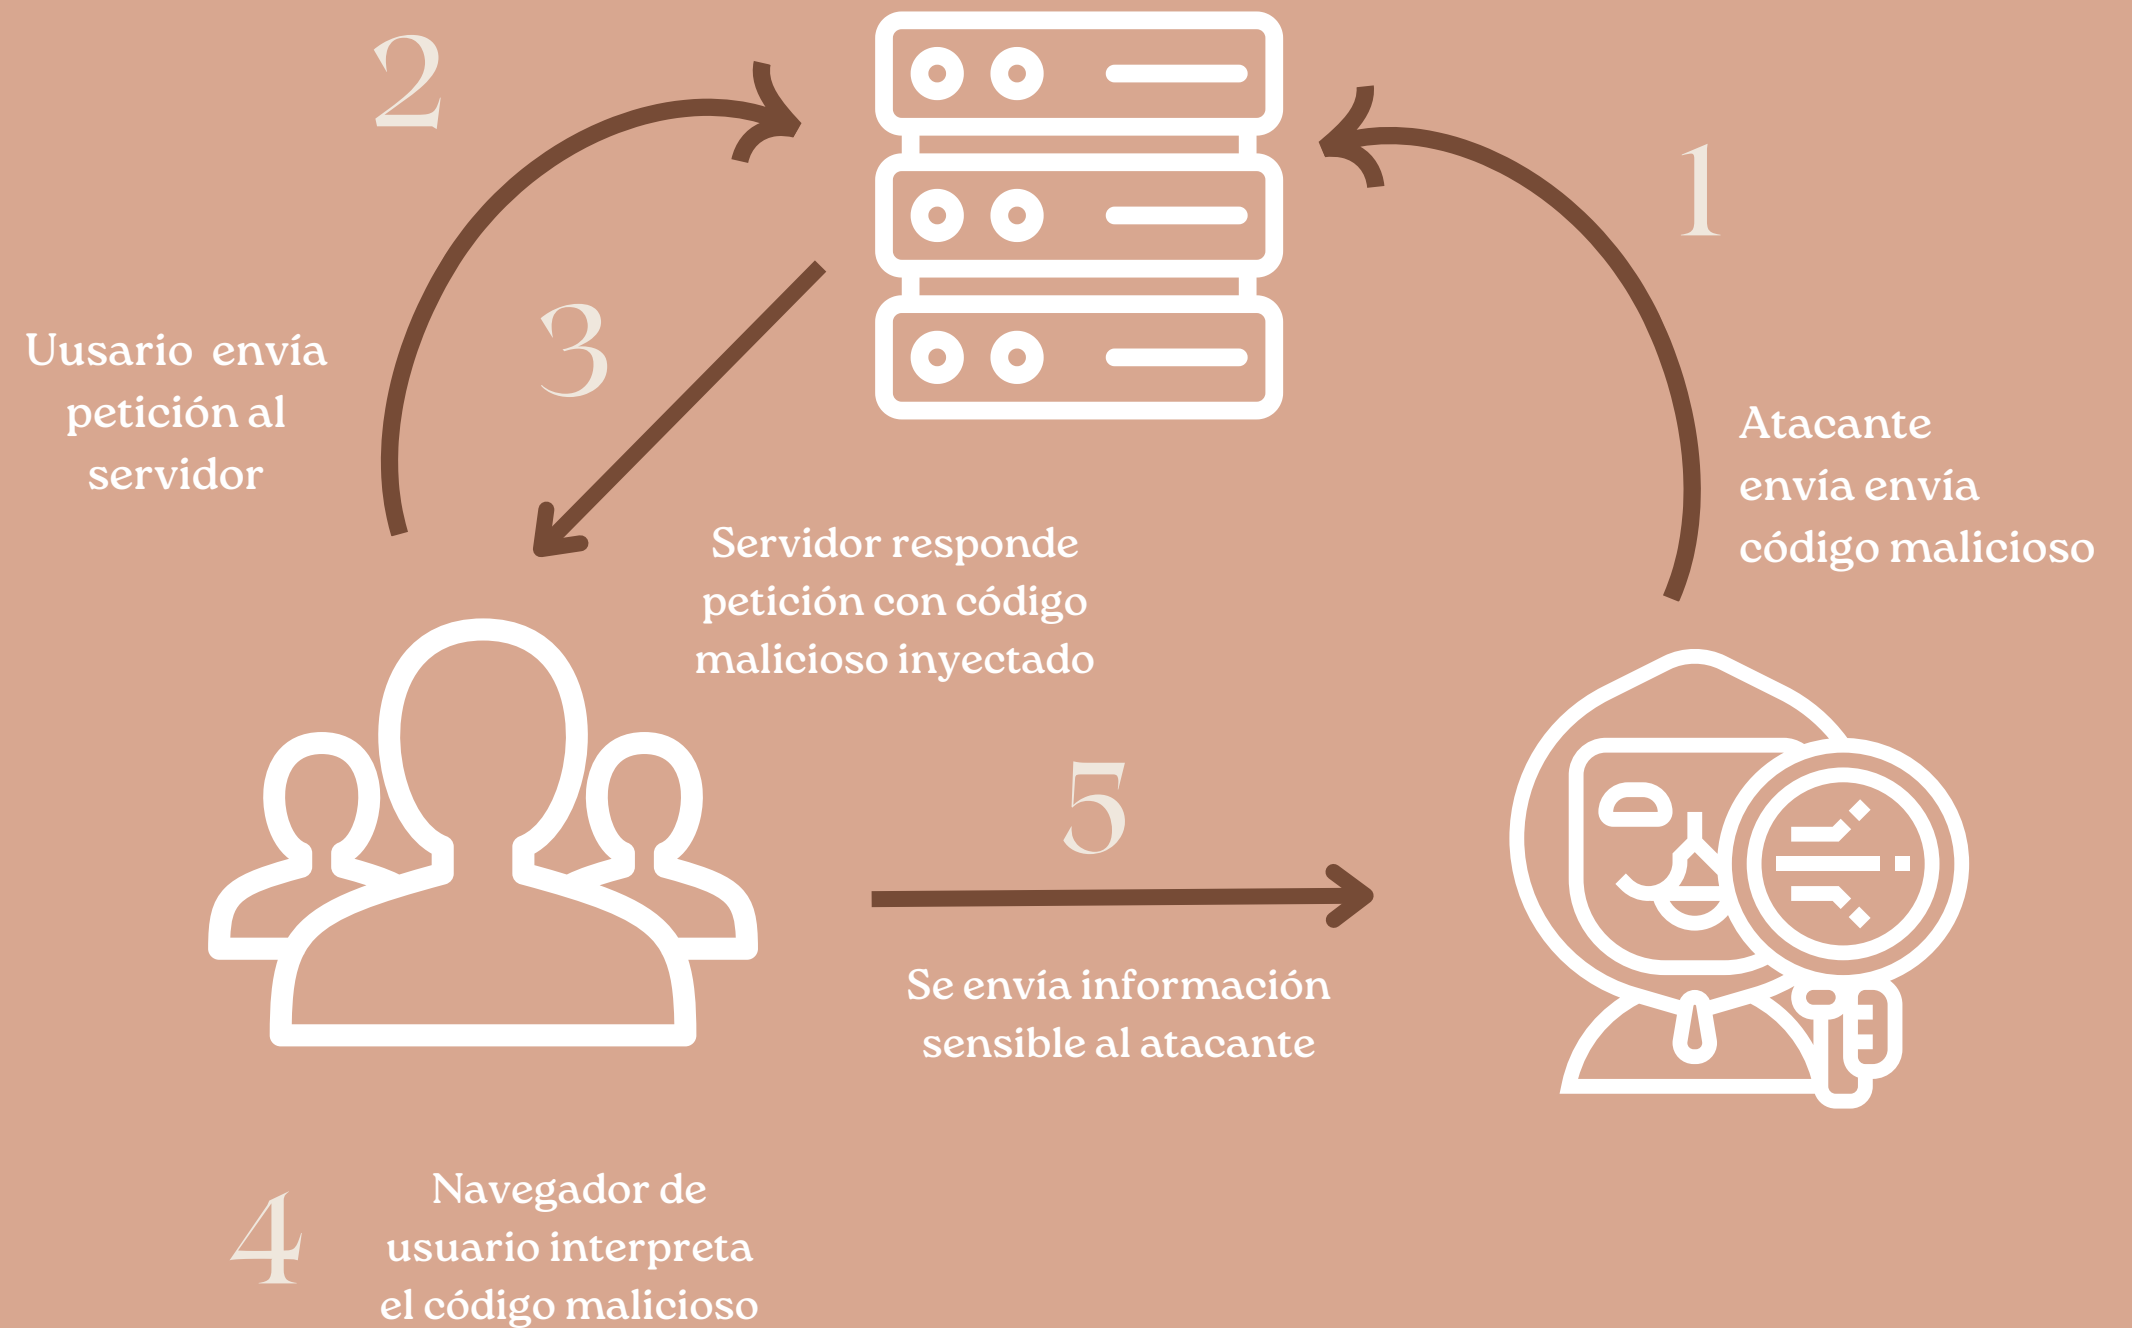 2
1
3
Uusario envía
petición al
servidor
Atacante
envía envía
código malicioso
Servidor responde
petición con código
malicioso inyectado
5
Se envía información
sensible al atacante
4
Navegador de
usuario interpreta
el código malicioso